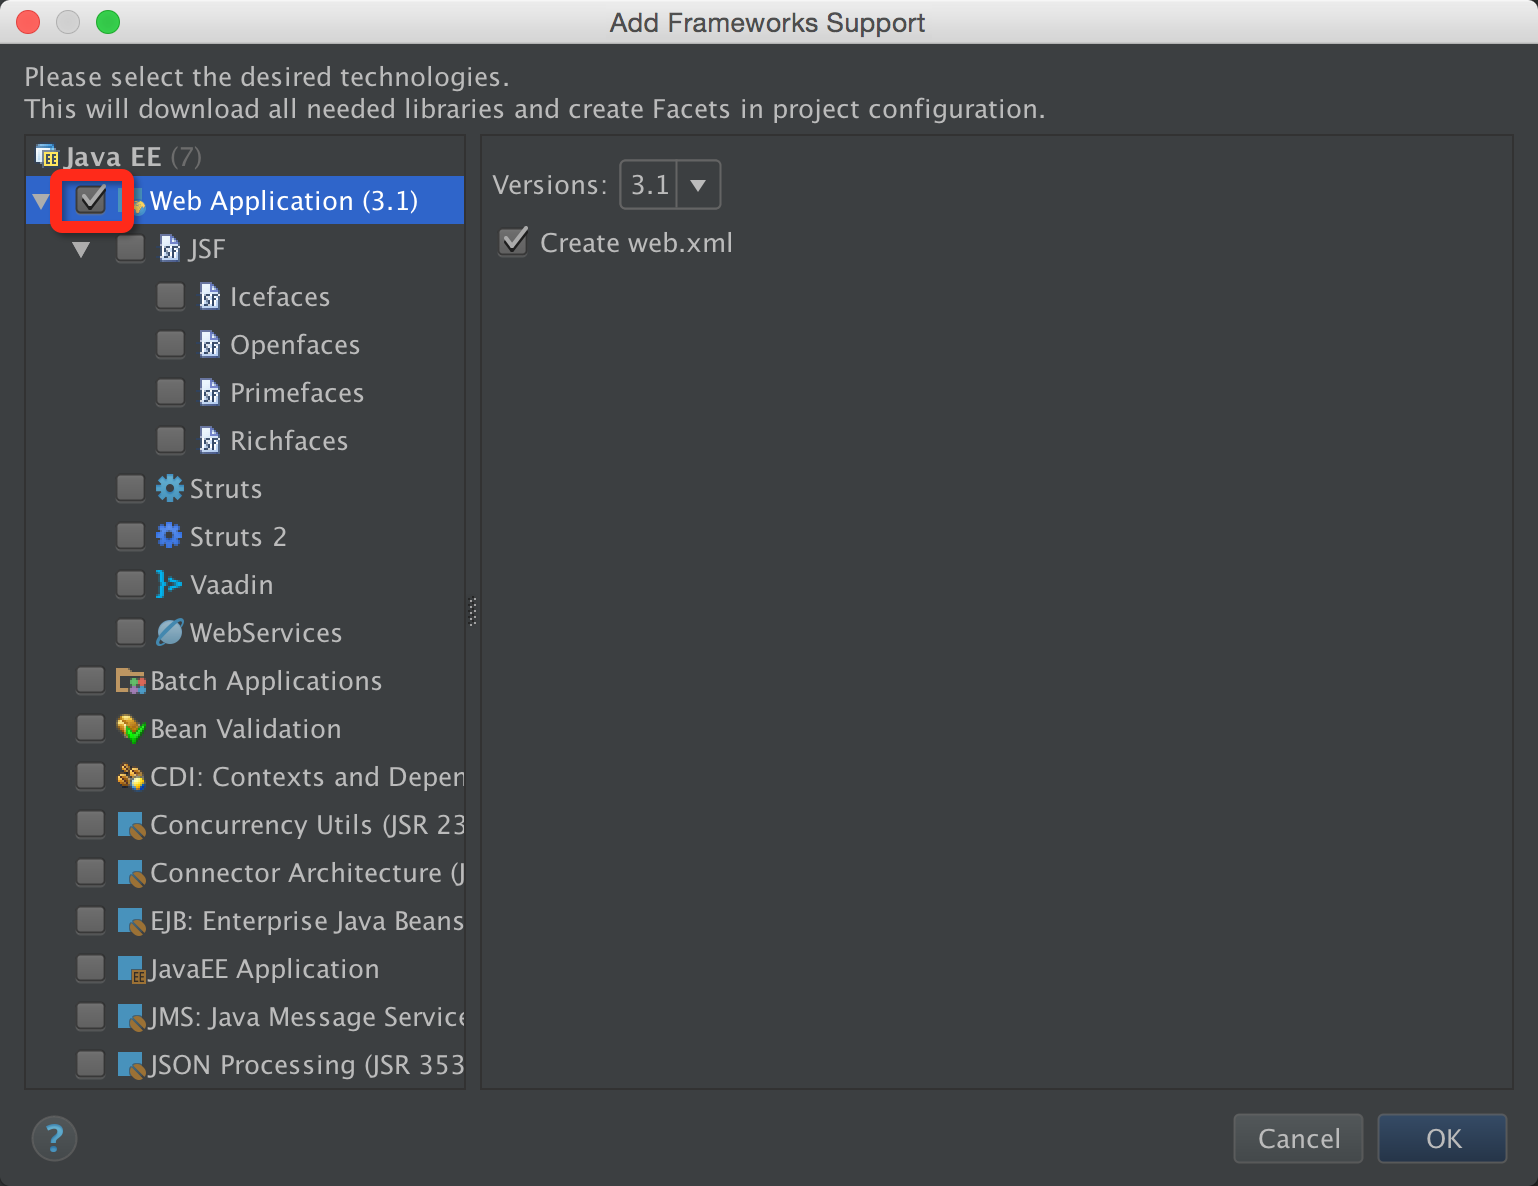 Add Frameworks Support
Please select the desired technologies.
This will download all needed libraries and create Facets in project configuration.
Java EE (7)
Web Application (3.1)
JSF
Icefaces
Openfaces
Primefaces
Richfaces
Struts
Struts 2
Vaadin
WebServices
Batch Applications
Bean Validation
CDI: Contexts and Depen
Concurrency Utils (JSR 23
Connector Architecture (J
EJB: Enterprise Java Beans
JavaEE Application
JMS: Java Message Service
JSON Processing (JSR 353
Versions: 3.1
Create web.xml
?
Cancel
OK